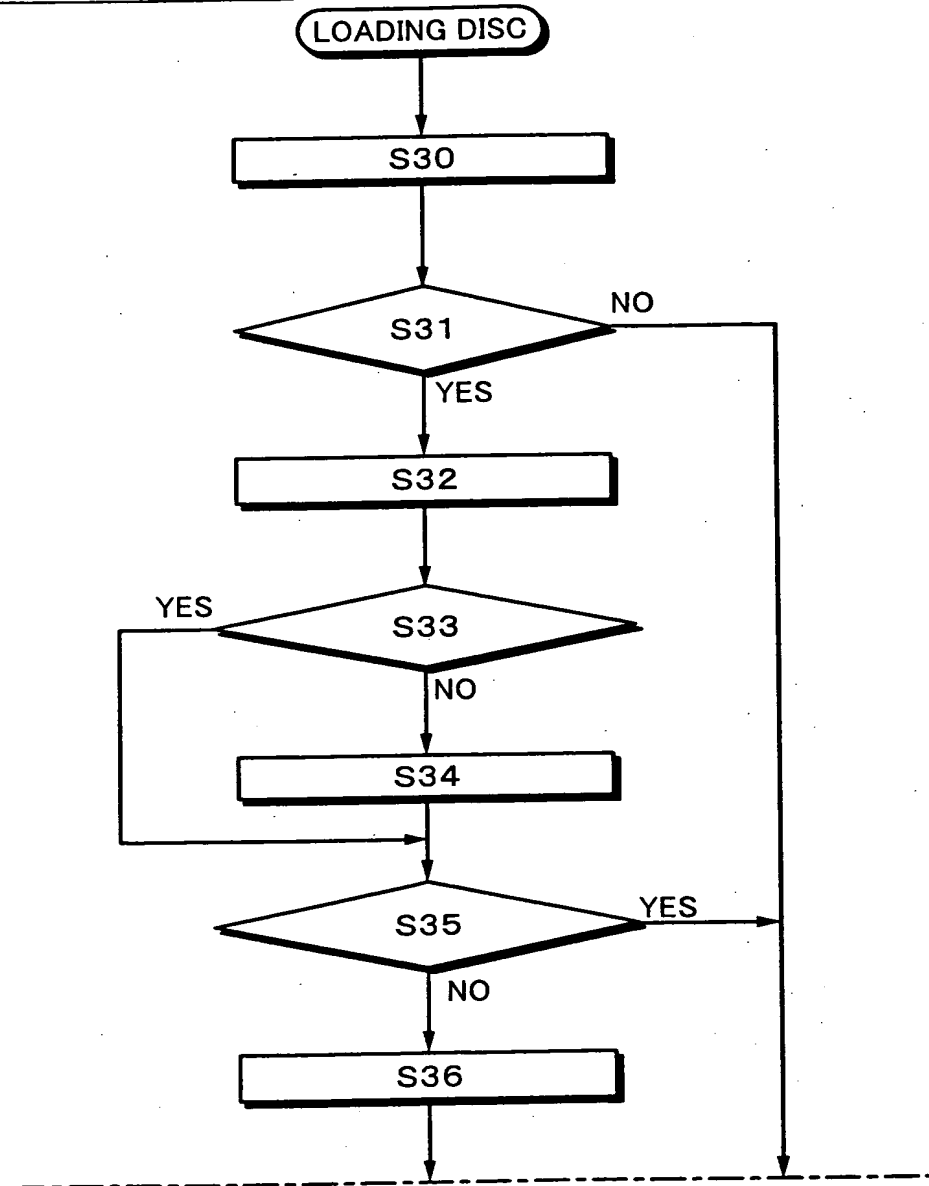 LOADING DISC
S30
S31
NO
YES
S32
YES
S33
NO
S34
S35
YES
NO
S36